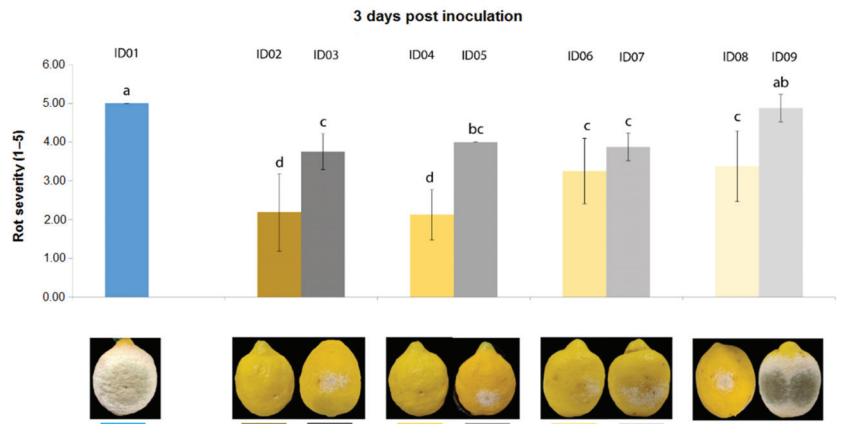 3 days post inoculation
ID01 ID02 ID03 ID04 ID05 ID06 ID07 ID08 ID09
Rot severity (1–5)
6.00
5.00
4.00
3.00
2.00
1.00
0.00
a d c d bc c c c ab